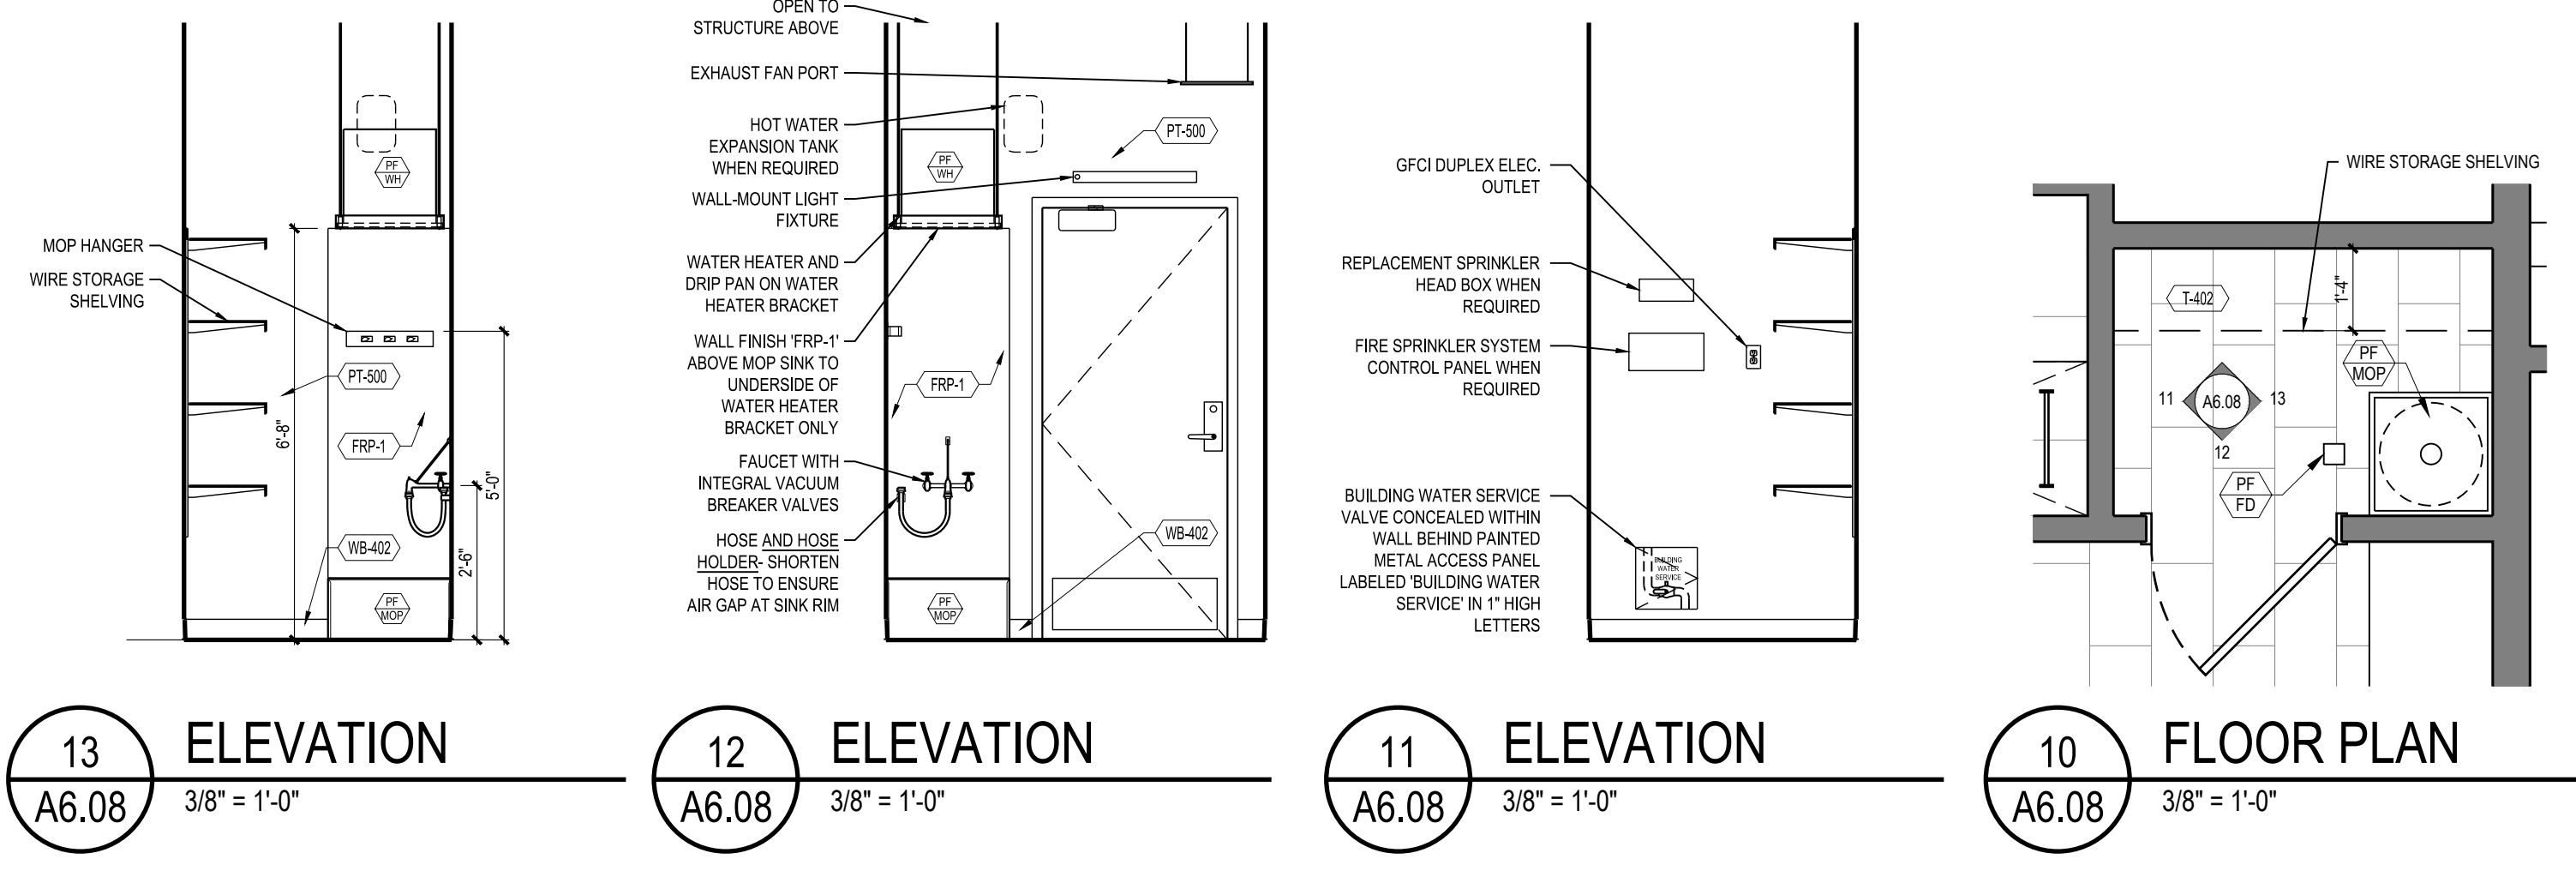 MOP HANGER
WIRE STORAGE
SHELVING
PF
WH
6'-8"
PT-500
FRP-1
5'-0"
2'-6"
WB-402
PF
MOP
13
A6.08
ELEVATION
3/8" = 1'-0"
OPEN TO
STRUCTURE ABOVE
EXHAUST FAN PORT
HOT WATER
EXPANSION TANK
WHEN REQUIRED
WALL-MOUNT LIGHT
FIXTURE
WATER HEATER AND
DRIP PAN ON WATER
HEATER BRACKET
WALL FINISH 'FRP-1'
ABOVE MOP SINK TO
UNDERSIDE OF
WATER HEATER
BRACKET ONLY
FAUCET WITH
INTEGRAL VACUUM
BREAKER VALVES
HOSE AND HOSE
HOLDER- SHORTEN
HOSE TO ENSURE
AIR GAP AT SINK RIM
PT-500
PF
WH
FRP-1
WB-402
PF
MOP
12
A6.08
ELEVATION
3/8" = 1'-0"
GFCI DUPLEX ELEC.
OUTLET
REPLACEMENT SPRINKLER
HEAD BOX WHEN
REQUIRED
FIRE SPRINKLER SYSTEM
CONTROL PANEL WHEN
REQUIRED
BUILDING WATER SERVICE
VALVE CONCEALED WITHIN
WALL BEHIND PAINTED
METAL ACCESS PANEL
LABELED 'BUILDING WATER
SERVICE' IN 1" HIGH
LETTERS
BUILDING
WATER
SERVICE
11
A6.08
ELEVATION
3/8" = 1'-0"
WIRE STORAGE SHELVING
T-402
1'-4"
PF
MOP
11
A6.08
13
12
PF
FD
10
A6.08
FLOOR PLAN
3/8" = 1'-0"